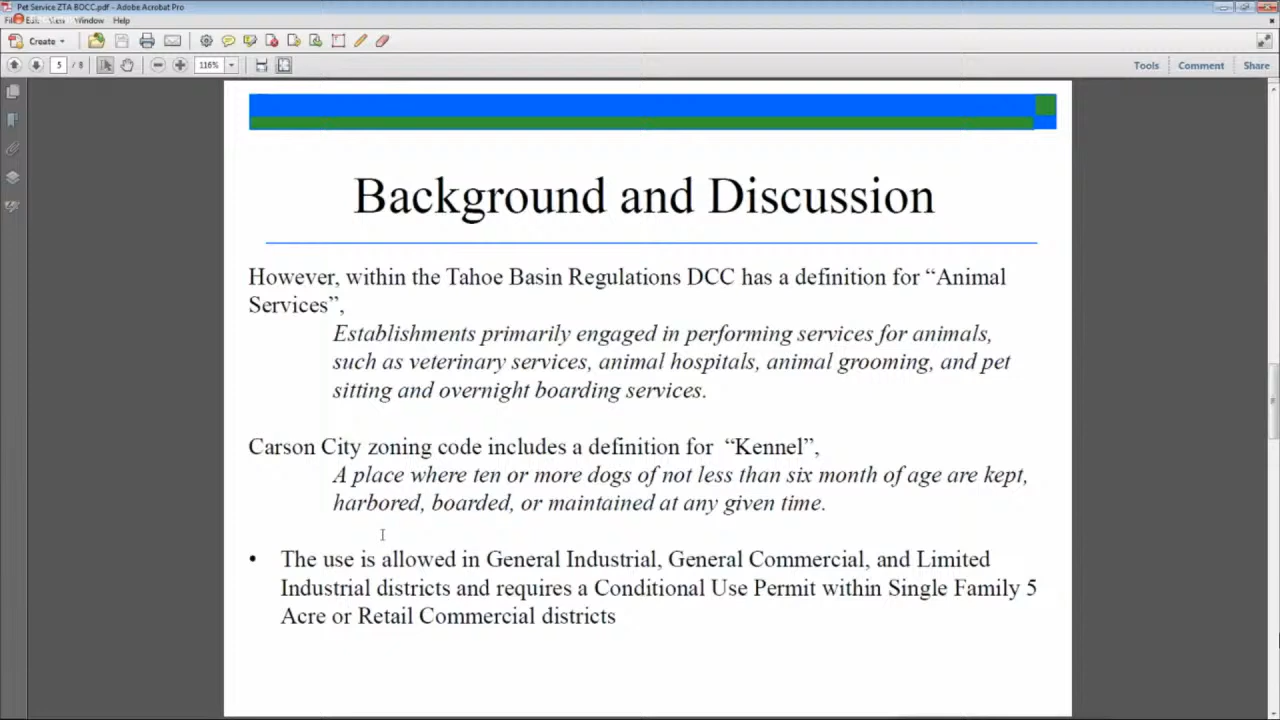 Pet Service ZTA BOCC.pdf - Adobe Acrobat Pro
Window Help
Create
5 / 8 116% Tools Comment Share
Background and Discussion
However, within the Tahoe Basin Regulations DCC has a definition for “Animal
Services”,
Establishments primarily engaged in performing services for animals,
such as veterinary services, animal hospitals, animal grooming, and pet
sitting and overnight boarding services.
Carson City zoning code includes a definition for “Kennel”,
A place where ten or more dogs of not less than six month of age are kept,
harbored, boarded, or maintained at any given time.
• The use is allowed in General Industrial, General Commercial, and Limited
Industrial districts and requires a Conditional Use Permit within Single Family 5
Acre or Retail Commercial districts